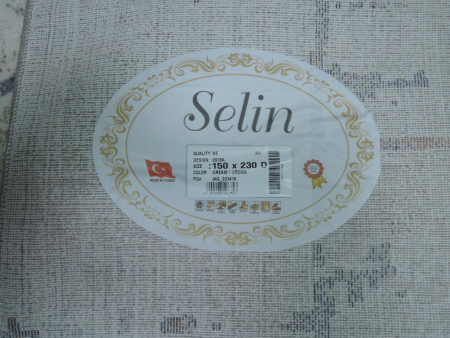 Selin
QUALITY
DESIGN
SIZE :150 x 230 D
COLOR :CREAM / CREAM
MADE IN TURKEY